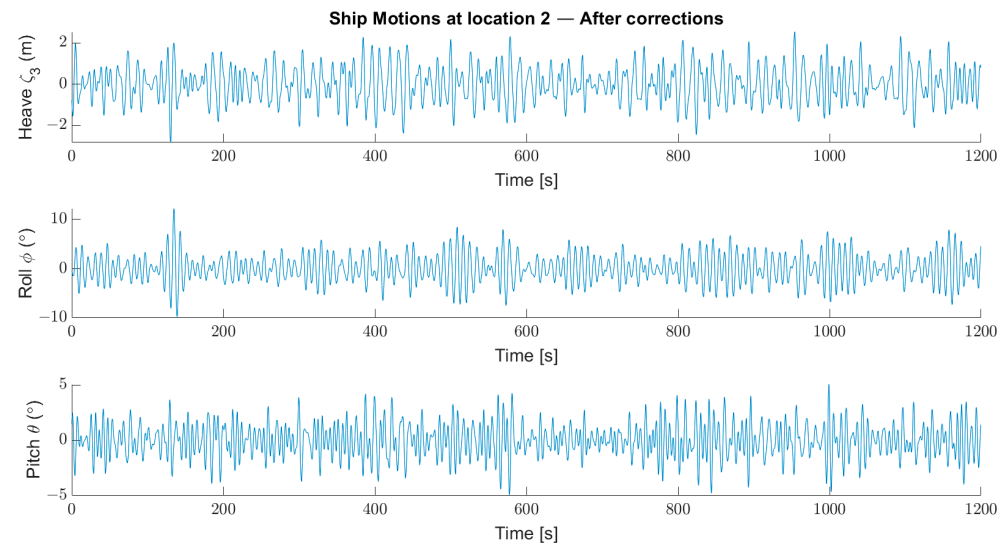 Ship Motions at location 2 — After corrections
Heave ζ3 (m)
2
0
−2
0 200 400 600 800 1000 1200
Time [s]
Roll ϕ (°)
10
0
−10
0 200 400 600 800 1000 1200
Time [s]
Pitch θ (°)
5
0
−5
0 200 400 600 800 1000 1200
Time [s]